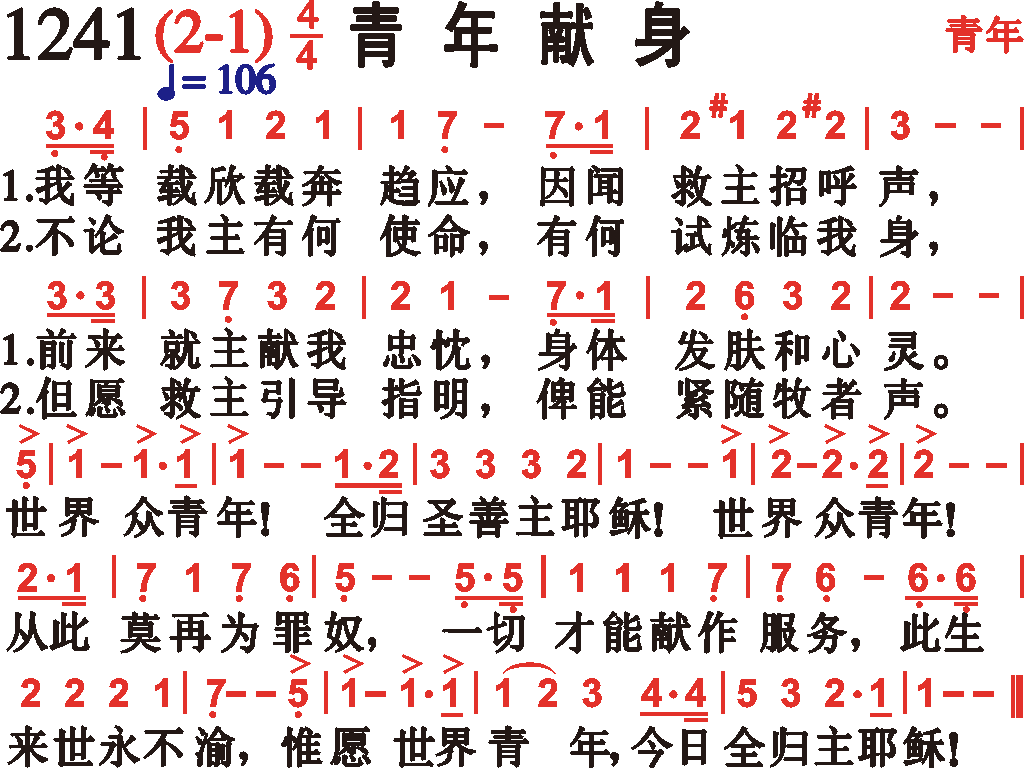 1241 (2-1) 4/4 青年献身 青年
♩= 106
3·4 | 5 1 2 1 | 1 7 – 7·1 | 2 #1 2 #2 | 3 – – |
1.我等 载欣载奔 趋应, 因闻 救主招呼声,
2.不论 我主有何 使命, 有何 试炼临我身,
3·3 | 3 7 3 2 | 2 1 – 7·1 | 2 6 3 2 | 2 – – |
1.前来 就主献我 忠忱, 身体 发肤和心灵。
2.但愿 救主引导 指明, 俾能 紧随牧者声。
> > > > > > > > > >
5 | 1 – 1·1 | 1 – – 1·2 | 3 3 3 2 | 1 – – 1 | 2 – 2·2 | 2 – – |
世界 众青年! 全归圣善主耶稣! 世界众青年!
2·1 | 7 1 7 6 | 5 – – 5·5 | 1 1 1 7 | 7 6 – 6·6 |
从此 莫再为罪奴, 一切 才能献作 服务, 此生
> > > >
2 2 2 1 | 7 – – 5 | 1 – 1·1 | 1 2 3 4·4 | 5 3 2·1 | 1 – – ‖
来世永不渝, 惟愿 世界青 年,今日全归主耶稣!